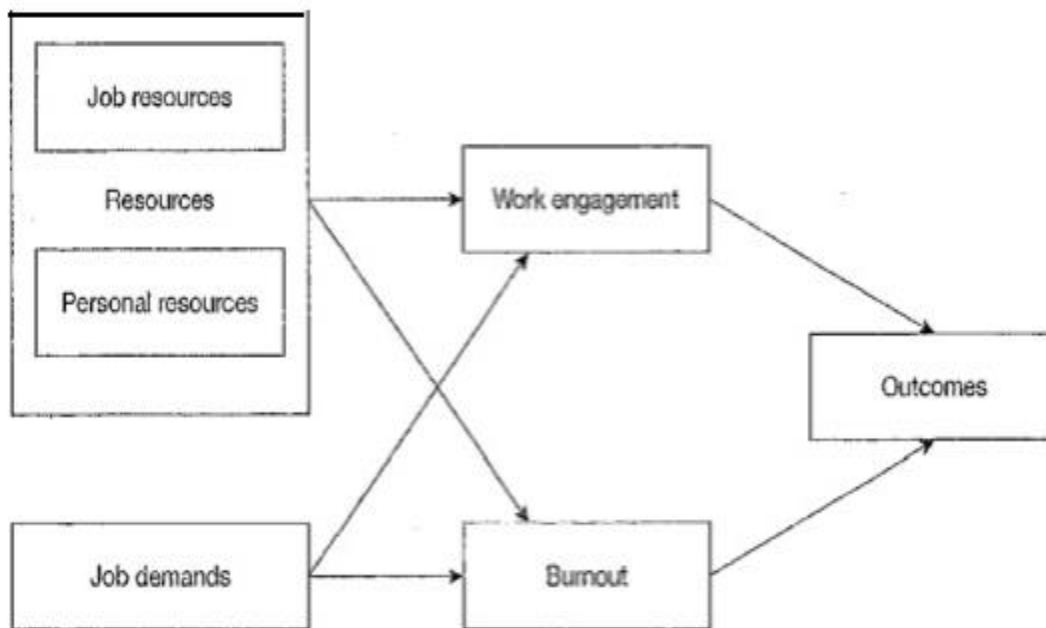 Job resources
Resources
Personal resources
Work engagement
Outcomes
Job demands
Burnout